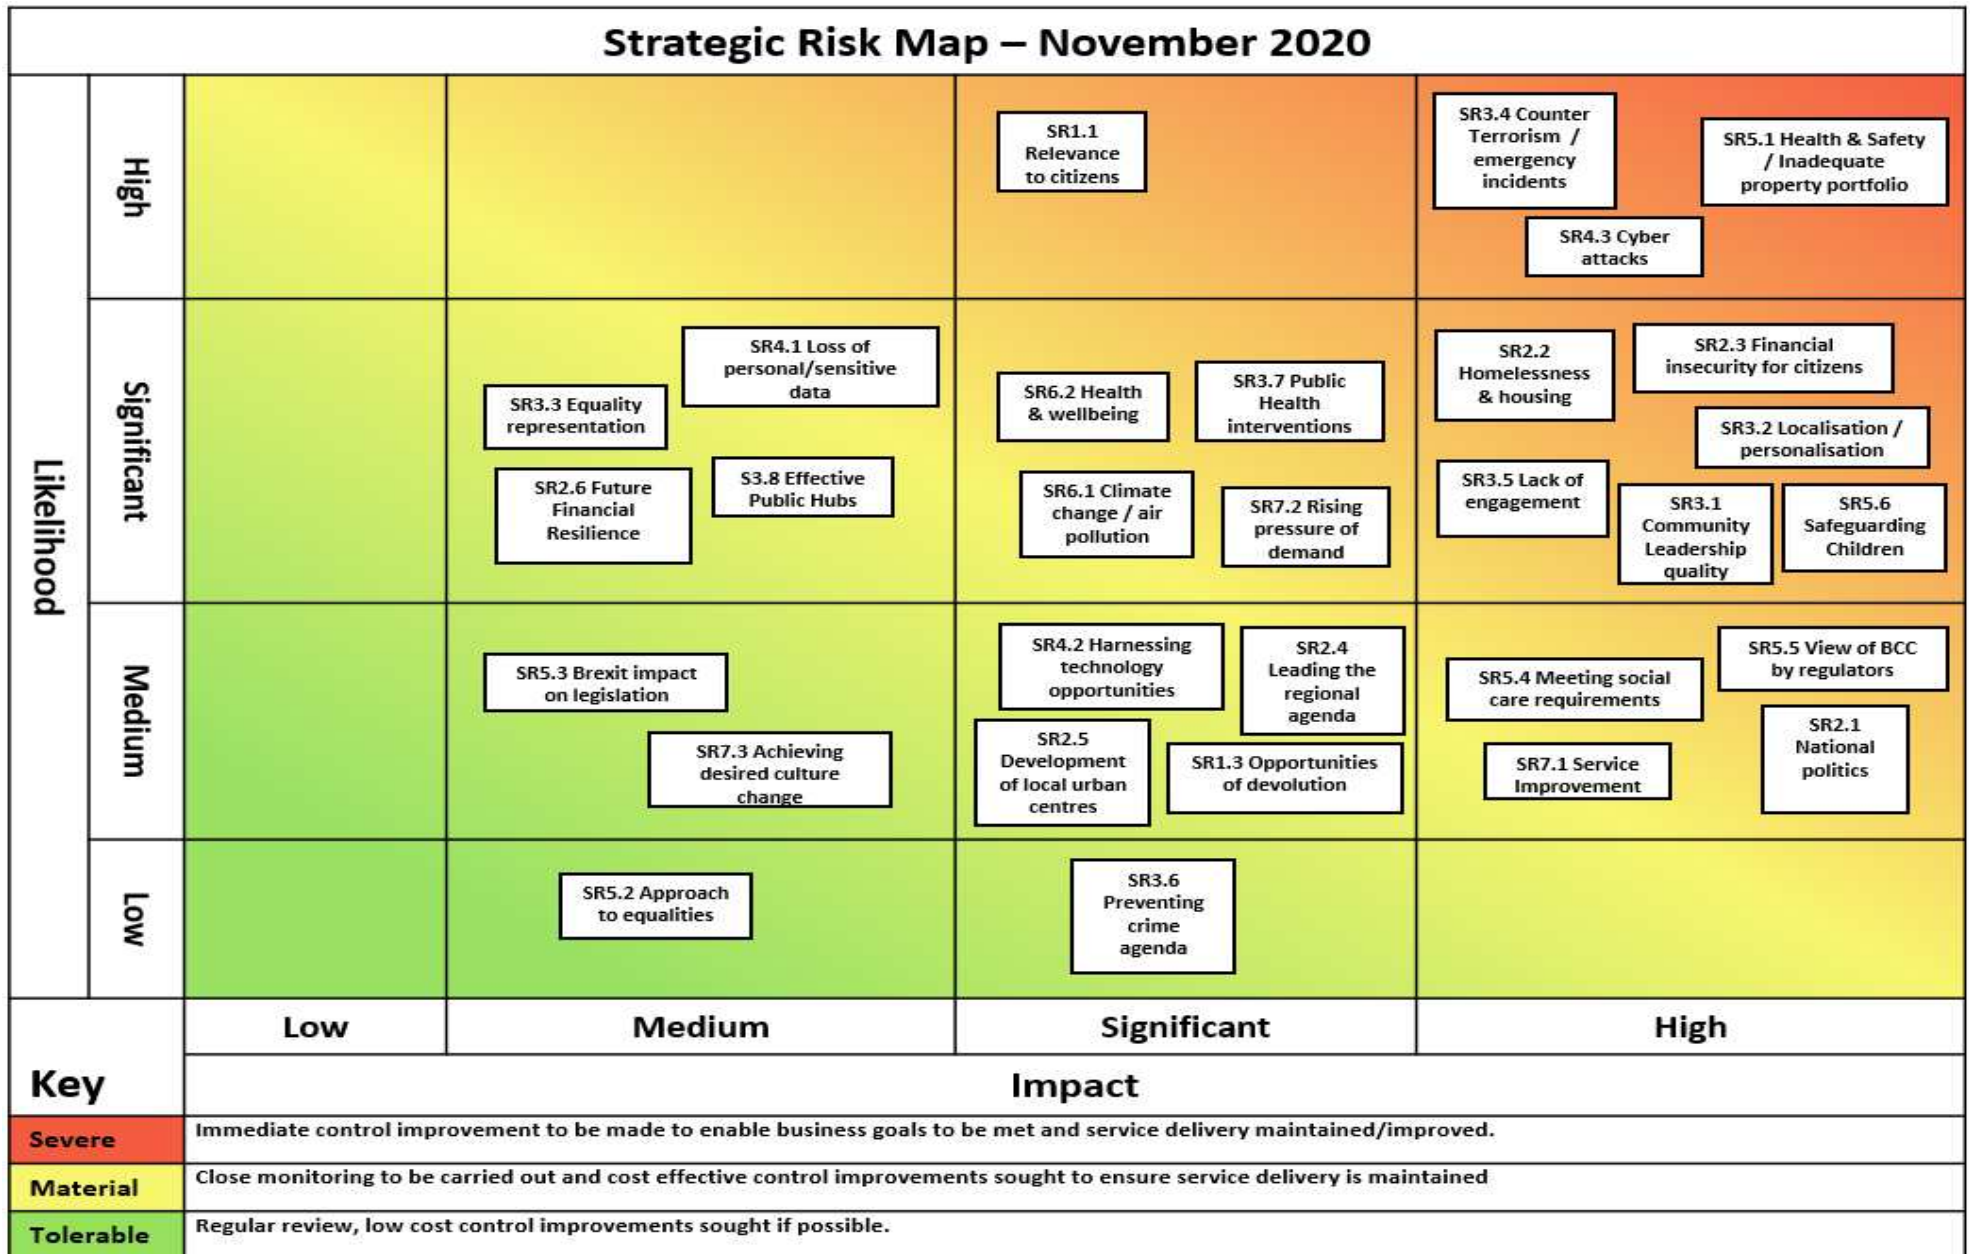 Strategic Risk Map – November 2020
Likelihood
High
SR1.1
Relevance
to citizens
SR3.4 Counter
Terrorism /
emergency
incidents
SR5.1 Health & Safety
/ Inadequate
property portfolio
SR4.3 Cyber
attacks
Significant
SR4.1 Loss of
personal/sensitive
data
SR3.3 Equality
representation
SR2.6 Future
Financial
Resilience
S3.8 Effective
Public Hubs
SR6.2 Health
& wellbeing
SR3.7 Public
Health
interventions
SR6.1 Climate
change / air
pollution
SR7.2 Rising
pressure of
demand
SR2.2
Homelessness
& housing
SR2.3 Financial
insecurity for citizens
SR3.2 Localisation /
personalisation
SR3.5 Lack of
engagement
SR3.1
Community
Leadership
quality
SR5.6
Safeguarding
Children
Medium
SR5.3 Brexit impact
on legislation
SR7.3 Achieving
desired culture
change
SR4.2 Harnessing
technology
opportunities
SR2.4
Leading the
regional
agenda
SR2.5
Development
of local urban
centres
SR1.3 Opportunities
of devolution
SR5.4 Meeting social
care requirements
SR5.5 View of BCC
by regulators
SR7.1 Service
Improvement
SR2.1
National
politics
Low
SR5.2 Approach
to equalities
SR3.6
Preventing
crime
agenda
Low
Medium
Significant
High
Key
Impact
Severe
Immediate control improvement to be made to enable business goals to be met and service delivery maintained/improved.
Material
Close monitoring to be carried out and cost effective control improvements sought to ensure service delivery is maintained
Tolerable
Regular review, low cost control improvements sought if possible.